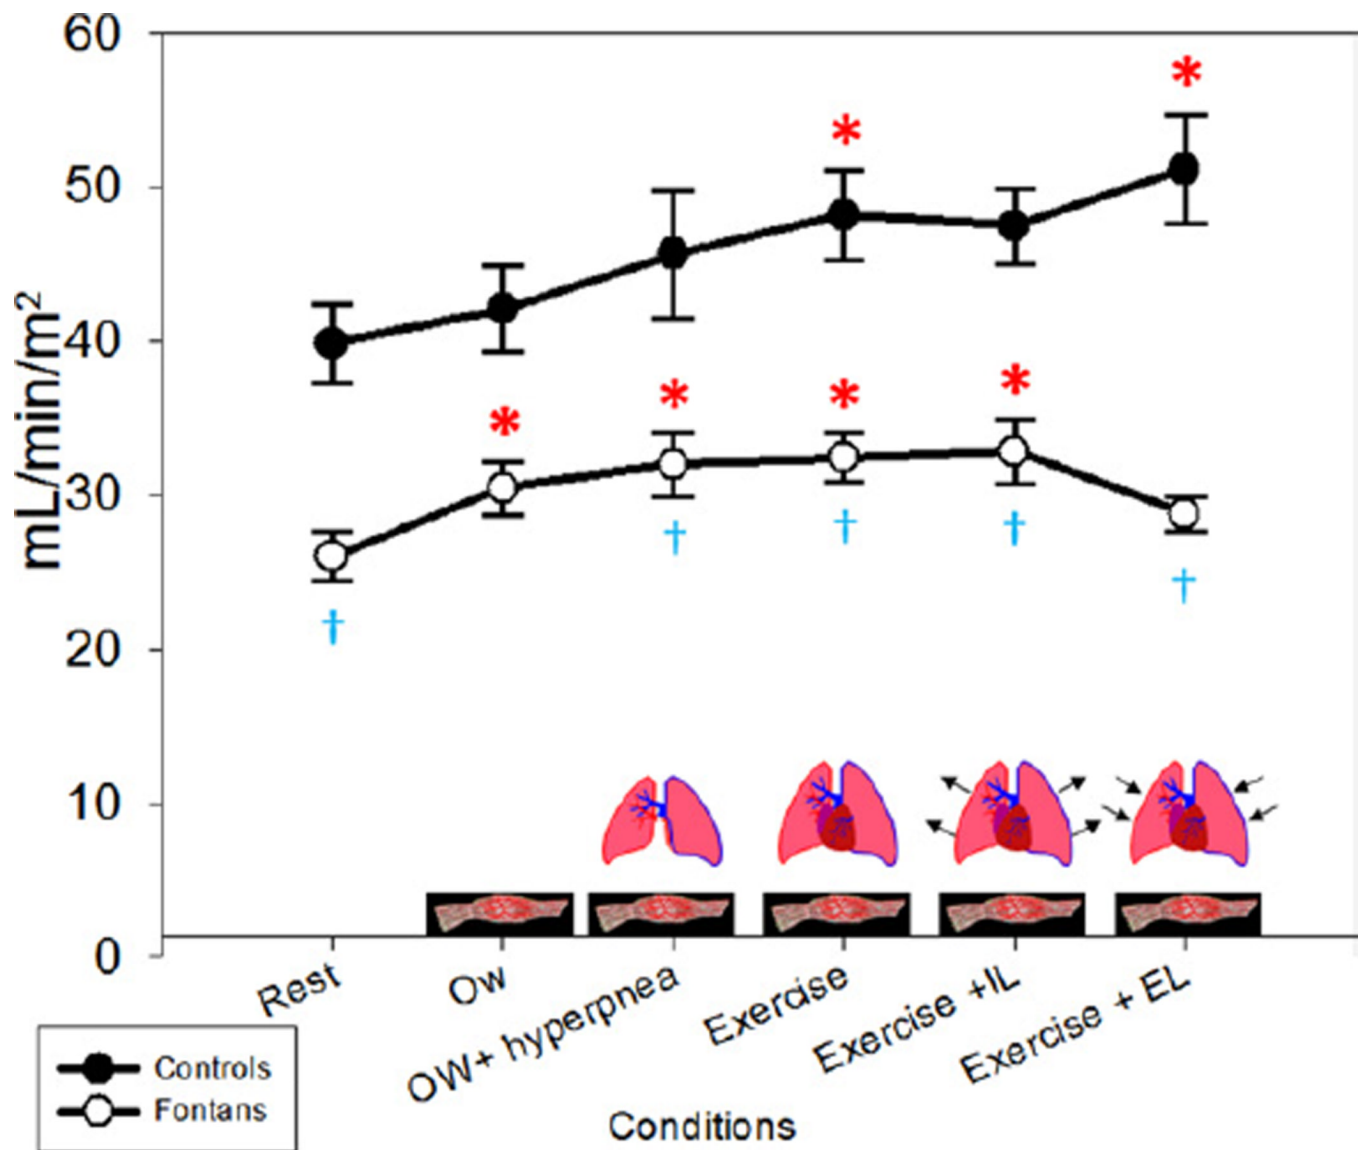 60
50
40
30
20
10
0
mL/min/m²
*
*
*
*
*
*
†
†
†
†
†
Rest
Ow
OW+ hyperpnea
Exercise
Exercise +IL
Exercise + EL
Controls
Fontans
Conditions